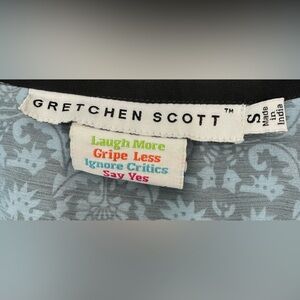 GRETCHEN SCOTT™
S
Made
in
India
Laugh More
Gripe Less
Ignore Critics
Say Yes